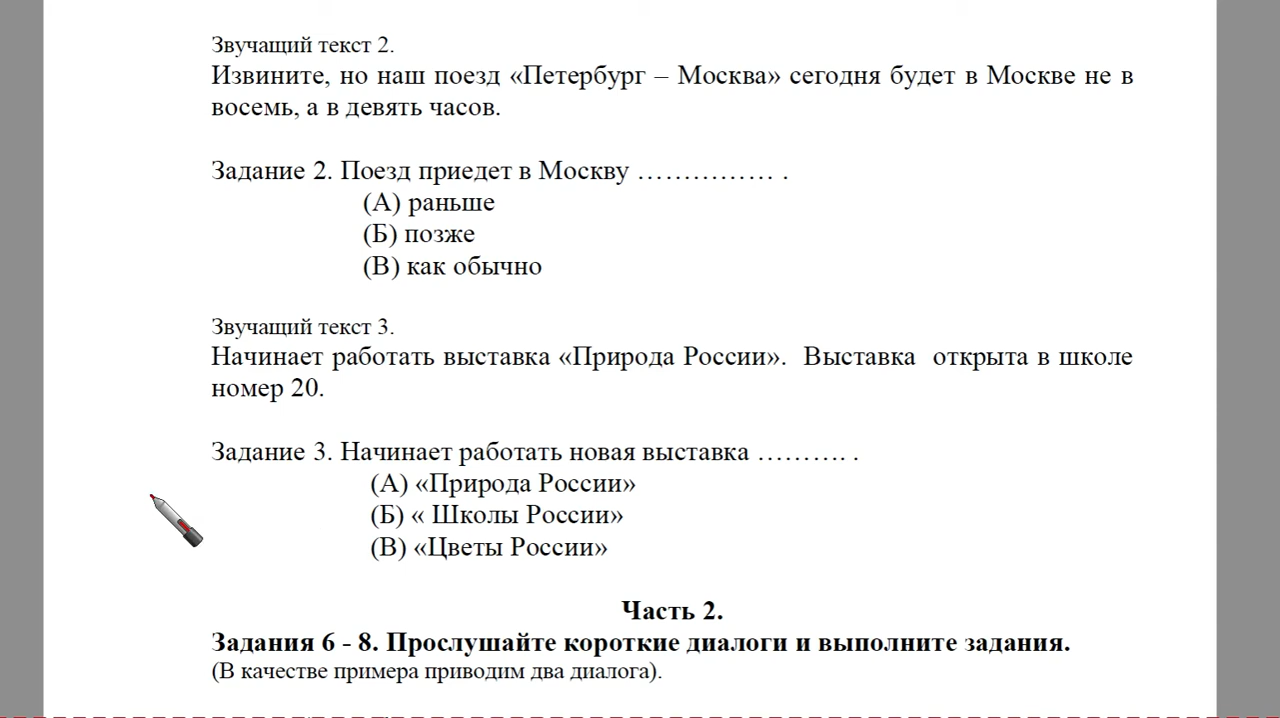 Звучащий текст 2.
Извините, но наш поезд «Петербург – Москва» сегодня будет в Москве не в
восемь, а в девять часов.
Задание 2. Поезд приедет в Москву …………… .
(А) раньше
(Б) позже
(В) как обычно
Звучащий текст 3.
Начинает работать выставка «Природа России».  Выставка  открыта в школе
номер 20.
Задание 3. Начинает работать новая выставка ………. .
(А) «Природа России»
(Б) « Школы России»
(В) «Цветы России»
Часть 2.
Задания 6 - 8. Прослушайте короткие диалоги и выполните задания.
(В качестве примера приводим два диалога).